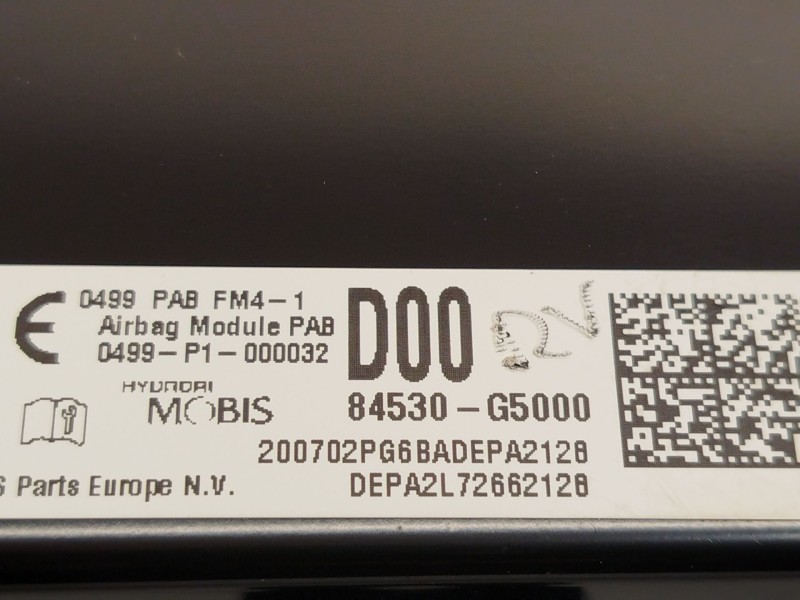 CE 0499 PAB FM4-1
Airbag Module PAB
0499-P1-000032
D00
HYUNDAI
MOBIS
84530-G5000
200702PG6BADEPA2128
S Parts Europe N.V.
DEPA2L72662128